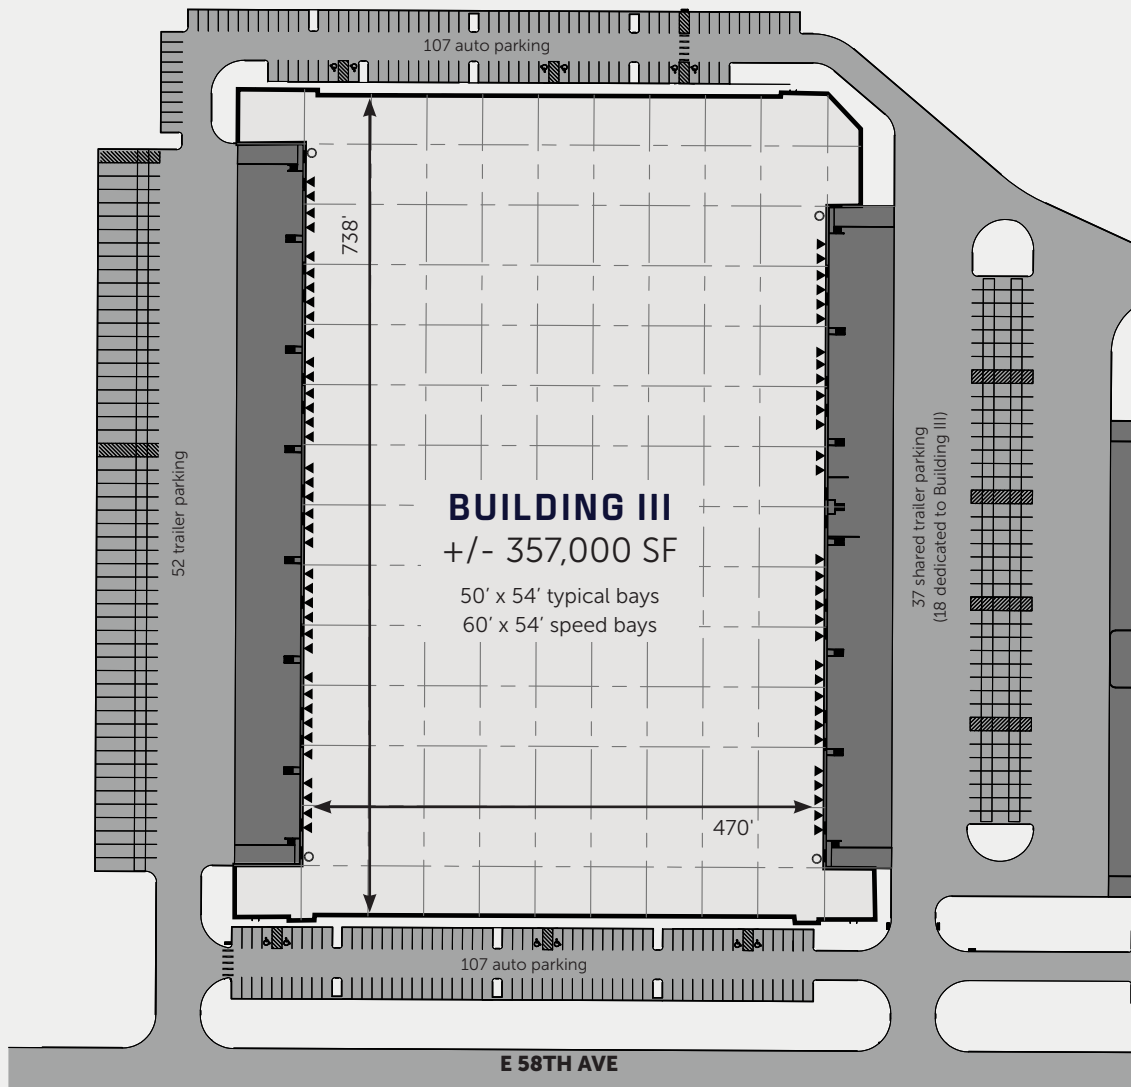 107 auto parking
738'
52 trailer parking
BUILDING III
+/- 357,000 SF
50' x 54' typical bays
60' x 54' speed bays
37 shared trailer parking
(18 dedicated to Building III)
470'
107 auto parking
E 58TH AVE